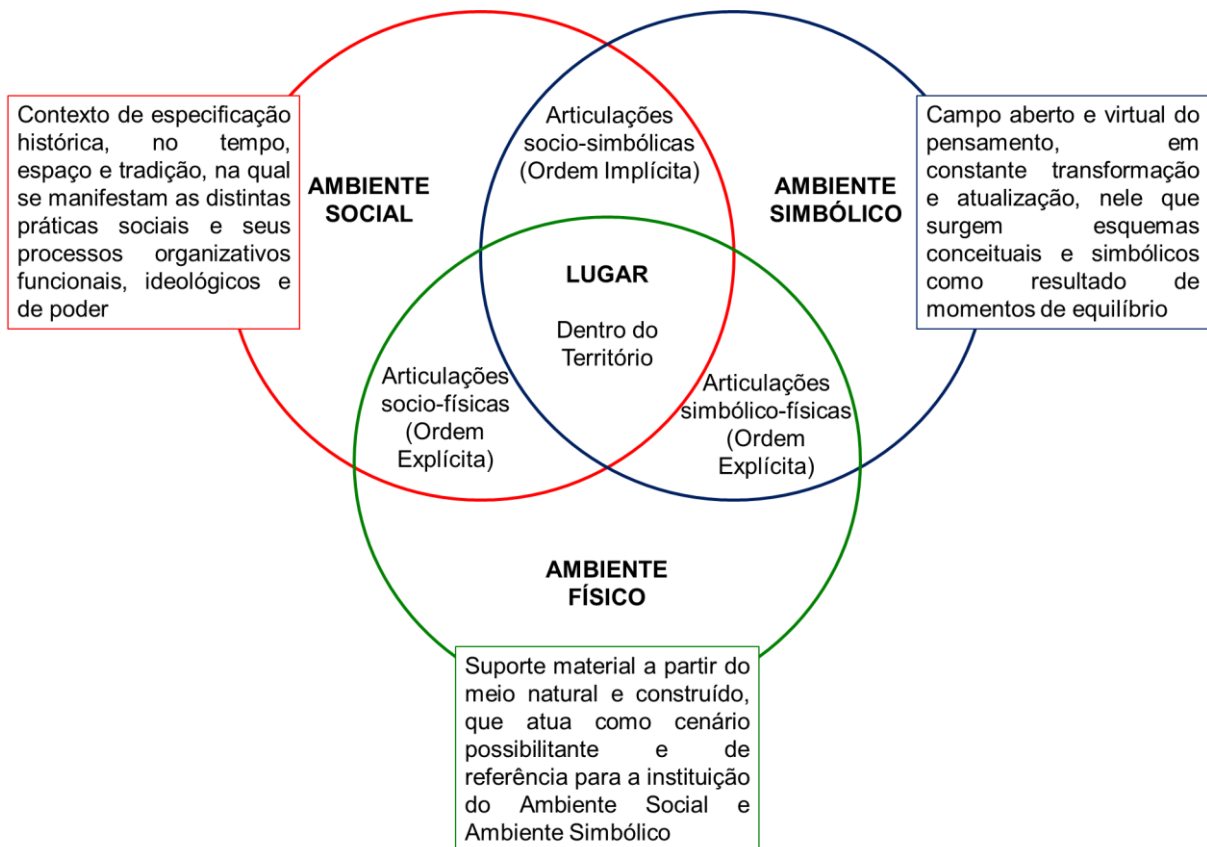 Contexto de especificação
histórica, no tempo,
espaço e tradição, na qual
se manifestam as distintas
práticas sociais e seus
processos organizativos
funcionais, ideológicos e
de poder
AMBIENTE
SOCIAL
Articulações
socio-simbólicas
(Ordem Implícita)
AMBIENTE
SIMBÓLICO
Campo aberto e virtual do
pensamento, em
constante transformação
e atualização, nele que
surgem esquemas
conceituais e simbólicos
como resultado de
momentos de equilíbrio
LUGAR
Dentro do
Território
Articulações
socio-físicas
(Ordem
Explícita)
Articulações
simbólico-físicas
(Ordem
Explícita)
AMBIENTE
FÍSICO
Suporte material a partir do
meio natural e construído,
que atua como cenário
possibilitante e de
referência para a instituição
do Ambiente Social e
Ambiente Simbólico